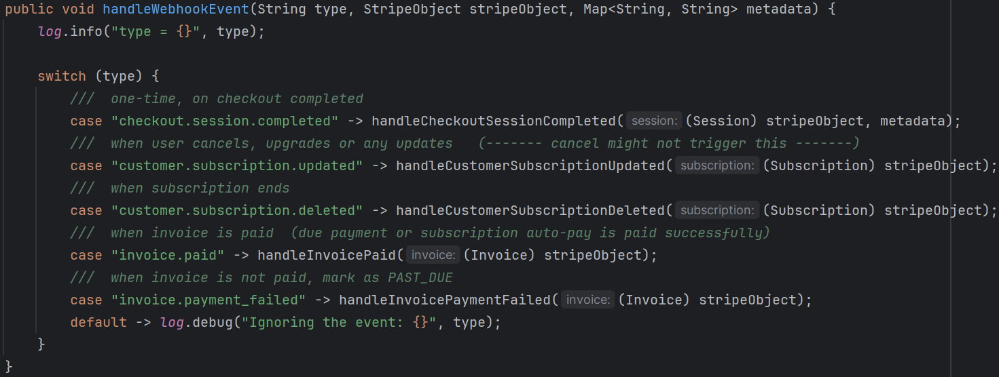 public void handleWebhookEvent(String type, StripeObject stripeObject, Map<String, String> metadata) {
log.info("type = {}", type);
switch (type) {
/// one-time, on checkout completed
case "checkout.session.completed" -> handleCheckoutSessionCompleted( session: (Session) stripeObject, metadata);
/// when user cancels, upgrades or any updates (------- cancel might not trigger this -------)
case "customer.subscription.updated" -> handleCustomerSubscriptionUpdated( subscription: (Subscription) stripeObject);
/// when subscription ends
case "customer.subscription.deleted" -> handleCustomerSubscriptionDeleted( subscription: (Subscription) stripeObject);
/// when invoice is paid (due payment or subscription auto-pay is paid successfully)
case "invoice.paid" -> handleInvoicePaid( invoice: (Invoice) stripeObject);
/// when invoice is not paid, mark as PAST_DUE
case "invoice.payment_failed" -> handleInvoicePaymentFailed( invoice: (Invoice) stripeObject);
default -> log.debug("Ignoring the event: {}", type);
}
}